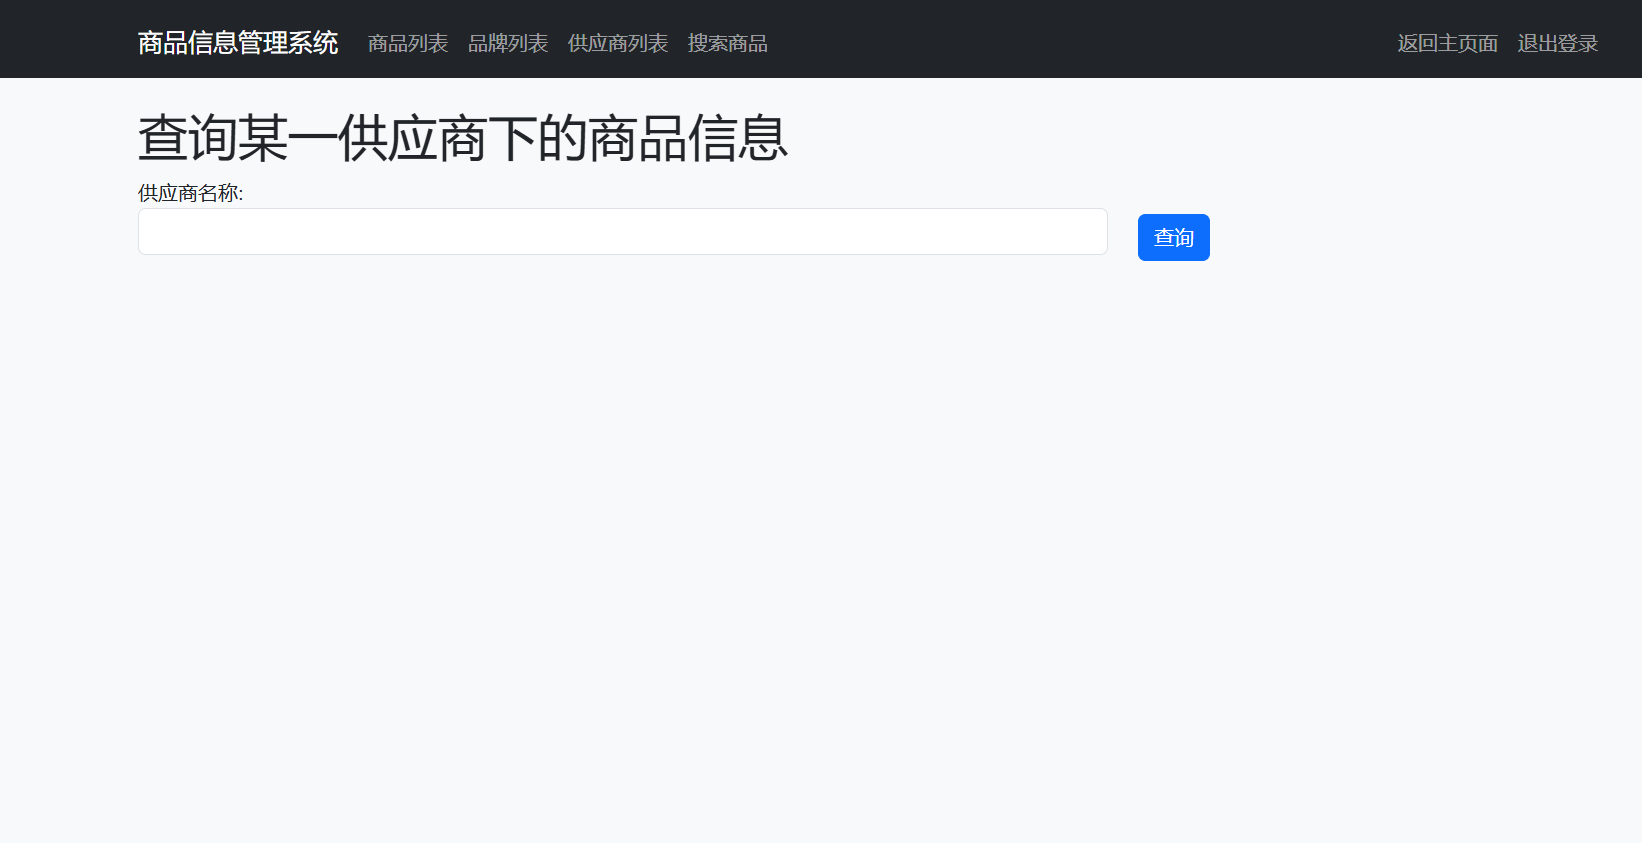 商品信息管理系统 商品列表 品牌列表 供应商列表 搜索商品 返回主页面 退出登录
查询某一供应商下的商品信息
供应商名称:
查询